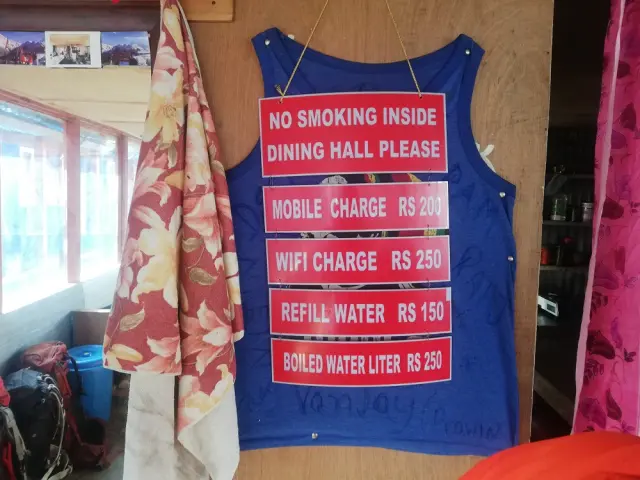 NO SMOKING INSIDE
DINING HALL PLEASE
MOBILE CHARGE RS 200
WIFI CHARGE RS 250
REFILL WATER RS 150
BOILED WATER LITER RS 250